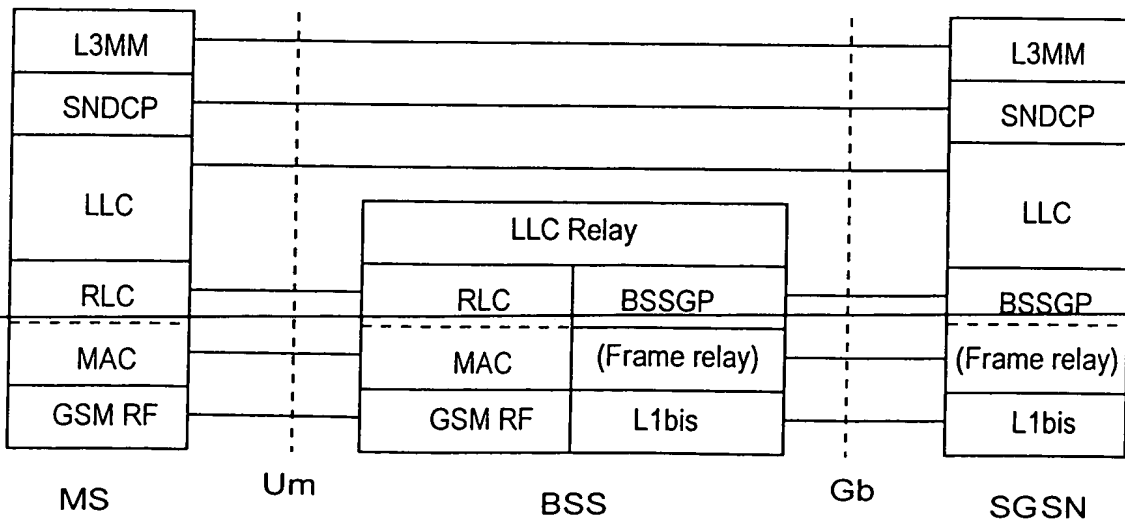 L3MM
L3MM
SNDCP
SNDCP
LLC
LLC
LLC Relay
RLC
RLC
BSSGP
BSSGP
MAC
MAC
(Frame relay)
(Frame relay)
GSM RF
GSM RF
L1bis
L1bis
MS
Um
BSS
Gb
SGSN